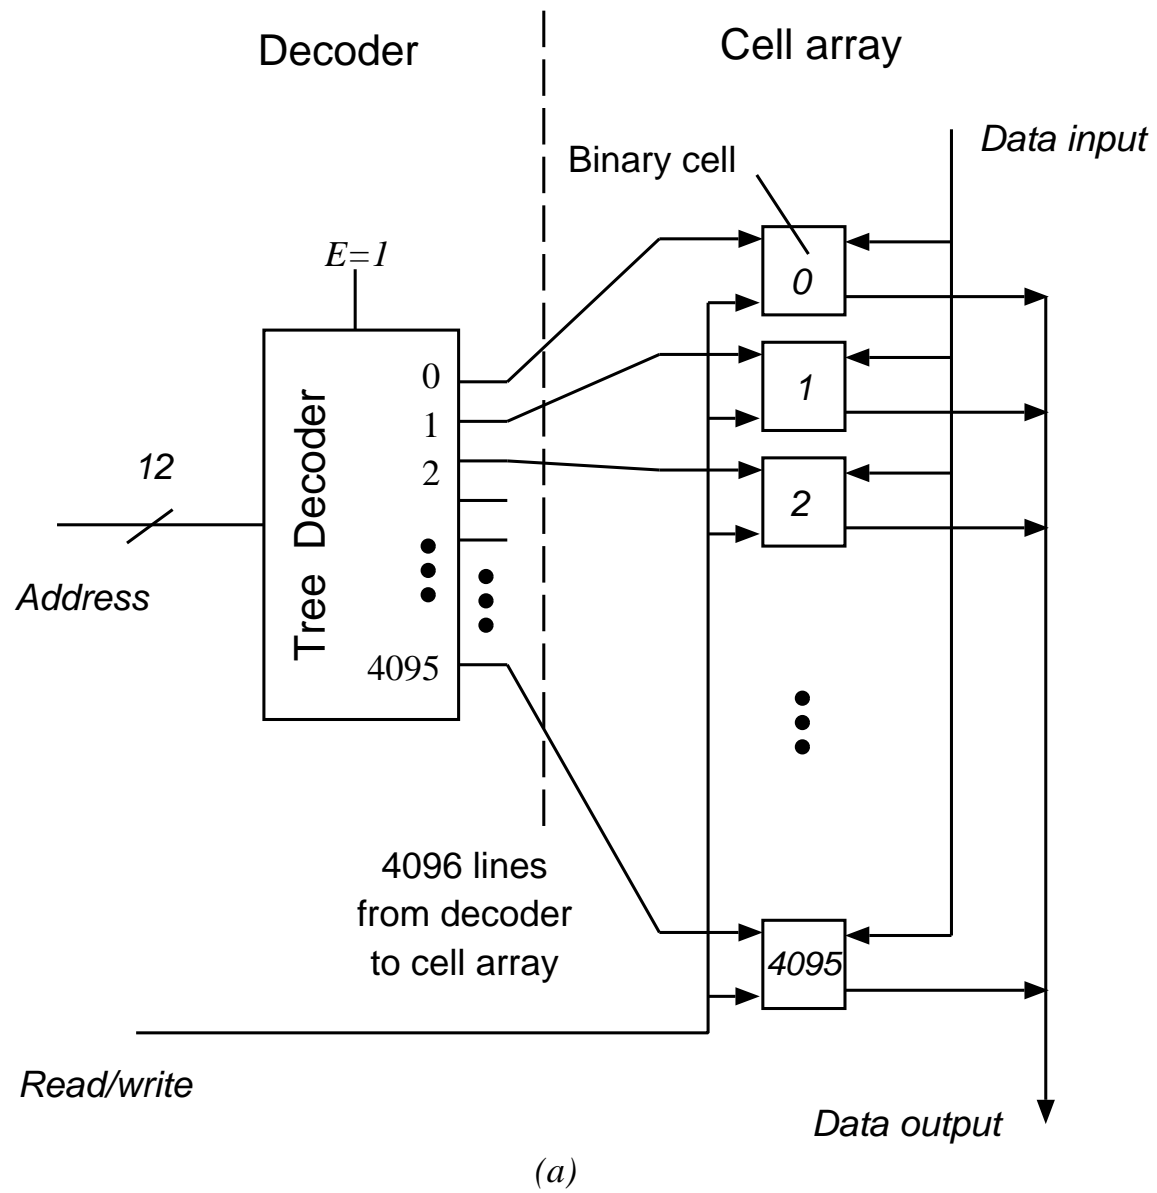 Decoder
Cell array
Data input
Binary cell
E=1
0
0
1
1
2
2
12
Tree Decoder
Address
4095
4096 lines
from decoder
to cell array
4095
Read/write
Data output
(a)